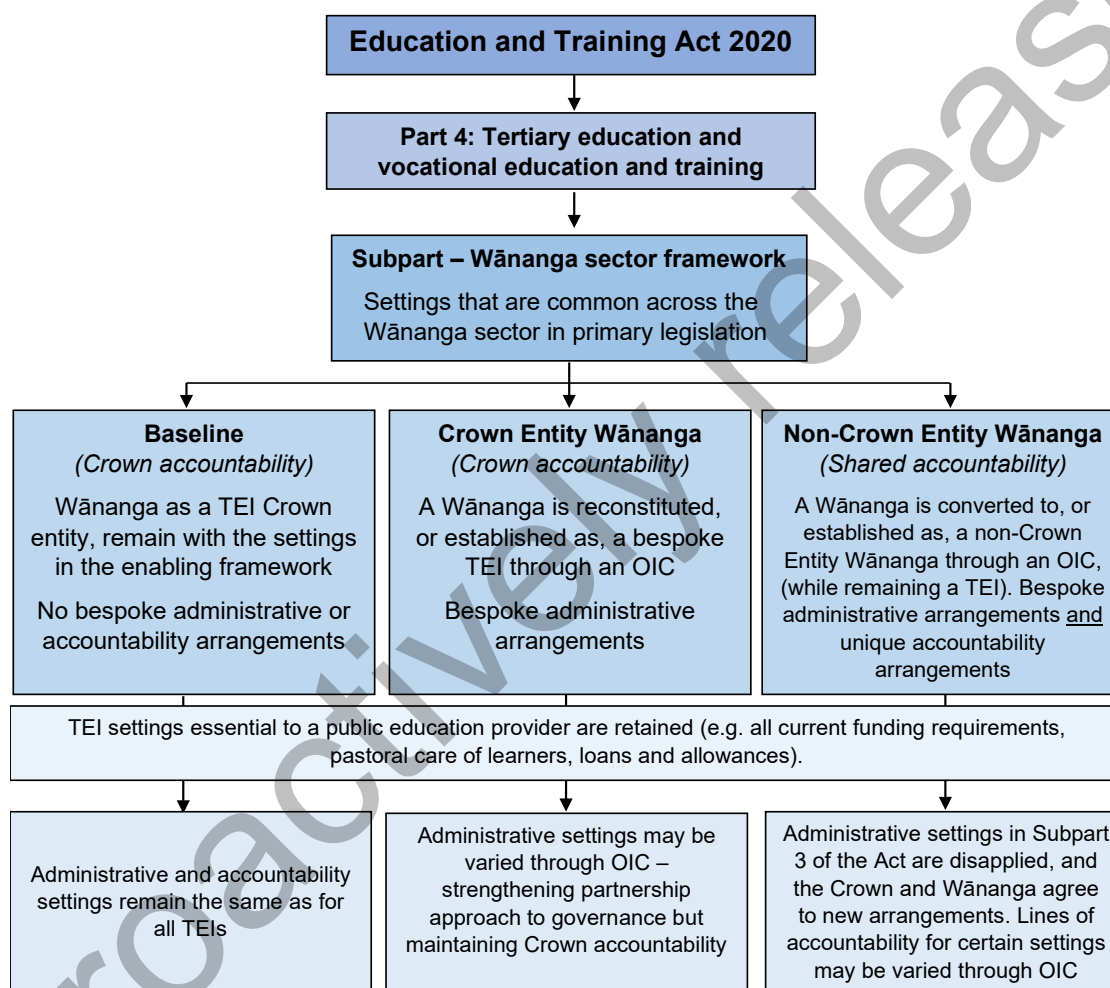 Education and Training Act 2020
Part 4: Tertiary education and
vocational education and training
Subpart – Wānanga sector framework
Settings that are common across the
Wānanga sector in primary legislation
Baseline
(Crown accountability)
Wānanga as a TEI Crown
entity, remain with the settings
in the enabling framework
No bespoke administrative or
accountability arrangements
Crown Entity Wānanga
(Crown accountability)
A Wānanga is reconstituted,
or established as, a bespoke
TEI through an OIC
Bespoke administrative
arrangements
Non-Crown Entity Wānanga
(Shared accountability)
A Wānanga is converted to, or
established as, a non-Crown
Entity Wānanga through an OIC,
(while remaining a TEI). Bespoke
administrative arrangements and
unique accountability
arrangements
TEI settings essential to a public education provider are retained (e.g. all current funding requirements,
pastoral care of learners, loans and allowances).
Administrative and accountability
settings remain the same as for
all TEIs
Administrative settings may be
varied through OIC –
strengthening partnership
approach to governance but
maintaining Crown accountability
Administrative settings in Subpart
3 of the Act are disapplied, and
the Crown and Wānanga agree
to new arrangements. Lines of
accountability for certain settings
may be varied through OIC
roactively releas